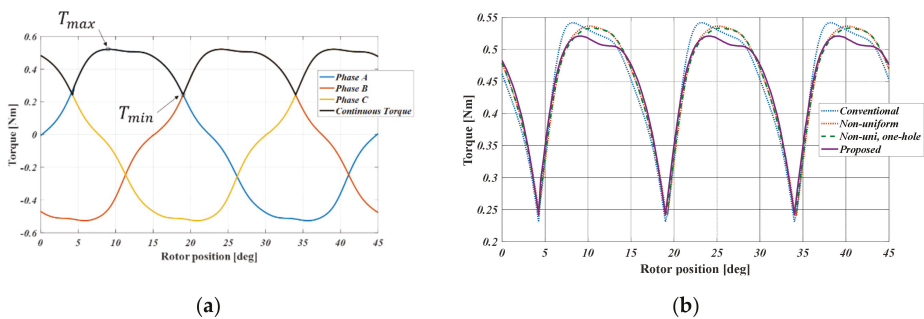 T_max
T_min
0.6
0.4
0.2
0
-0.2
-0.4
-0.6
Torque [Nm]
Phase A
Phase B
Phase C
Continuous Torque
0 5 10 15 20 25 30 35 40 45
Rotor position [deg]
(a)
0.55
0.5
0.45
0.4
0.35
0.3
0.25
0.2
Torque [Nm]
Conventional
Non-uniform
Non-uni, one-hole
Proposed
0 5 10 15 20 25 30 35 40 45
Rotor position [deg]
(b)